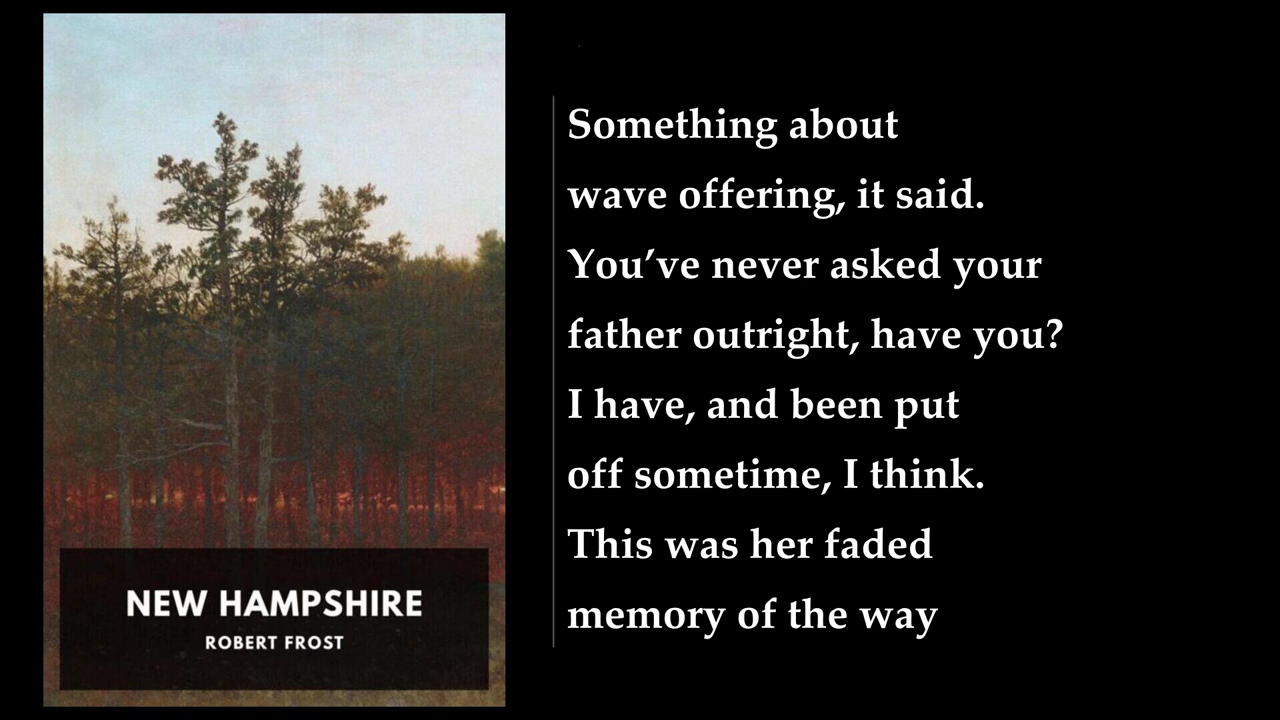 NEW HAMPSHIRE
ROBERT FROST
Something about
wave offering, it said.
You’ve never asked your
father outright, have you?
I have, and been put
off sometime, I think.
This was her faded
memory of the way